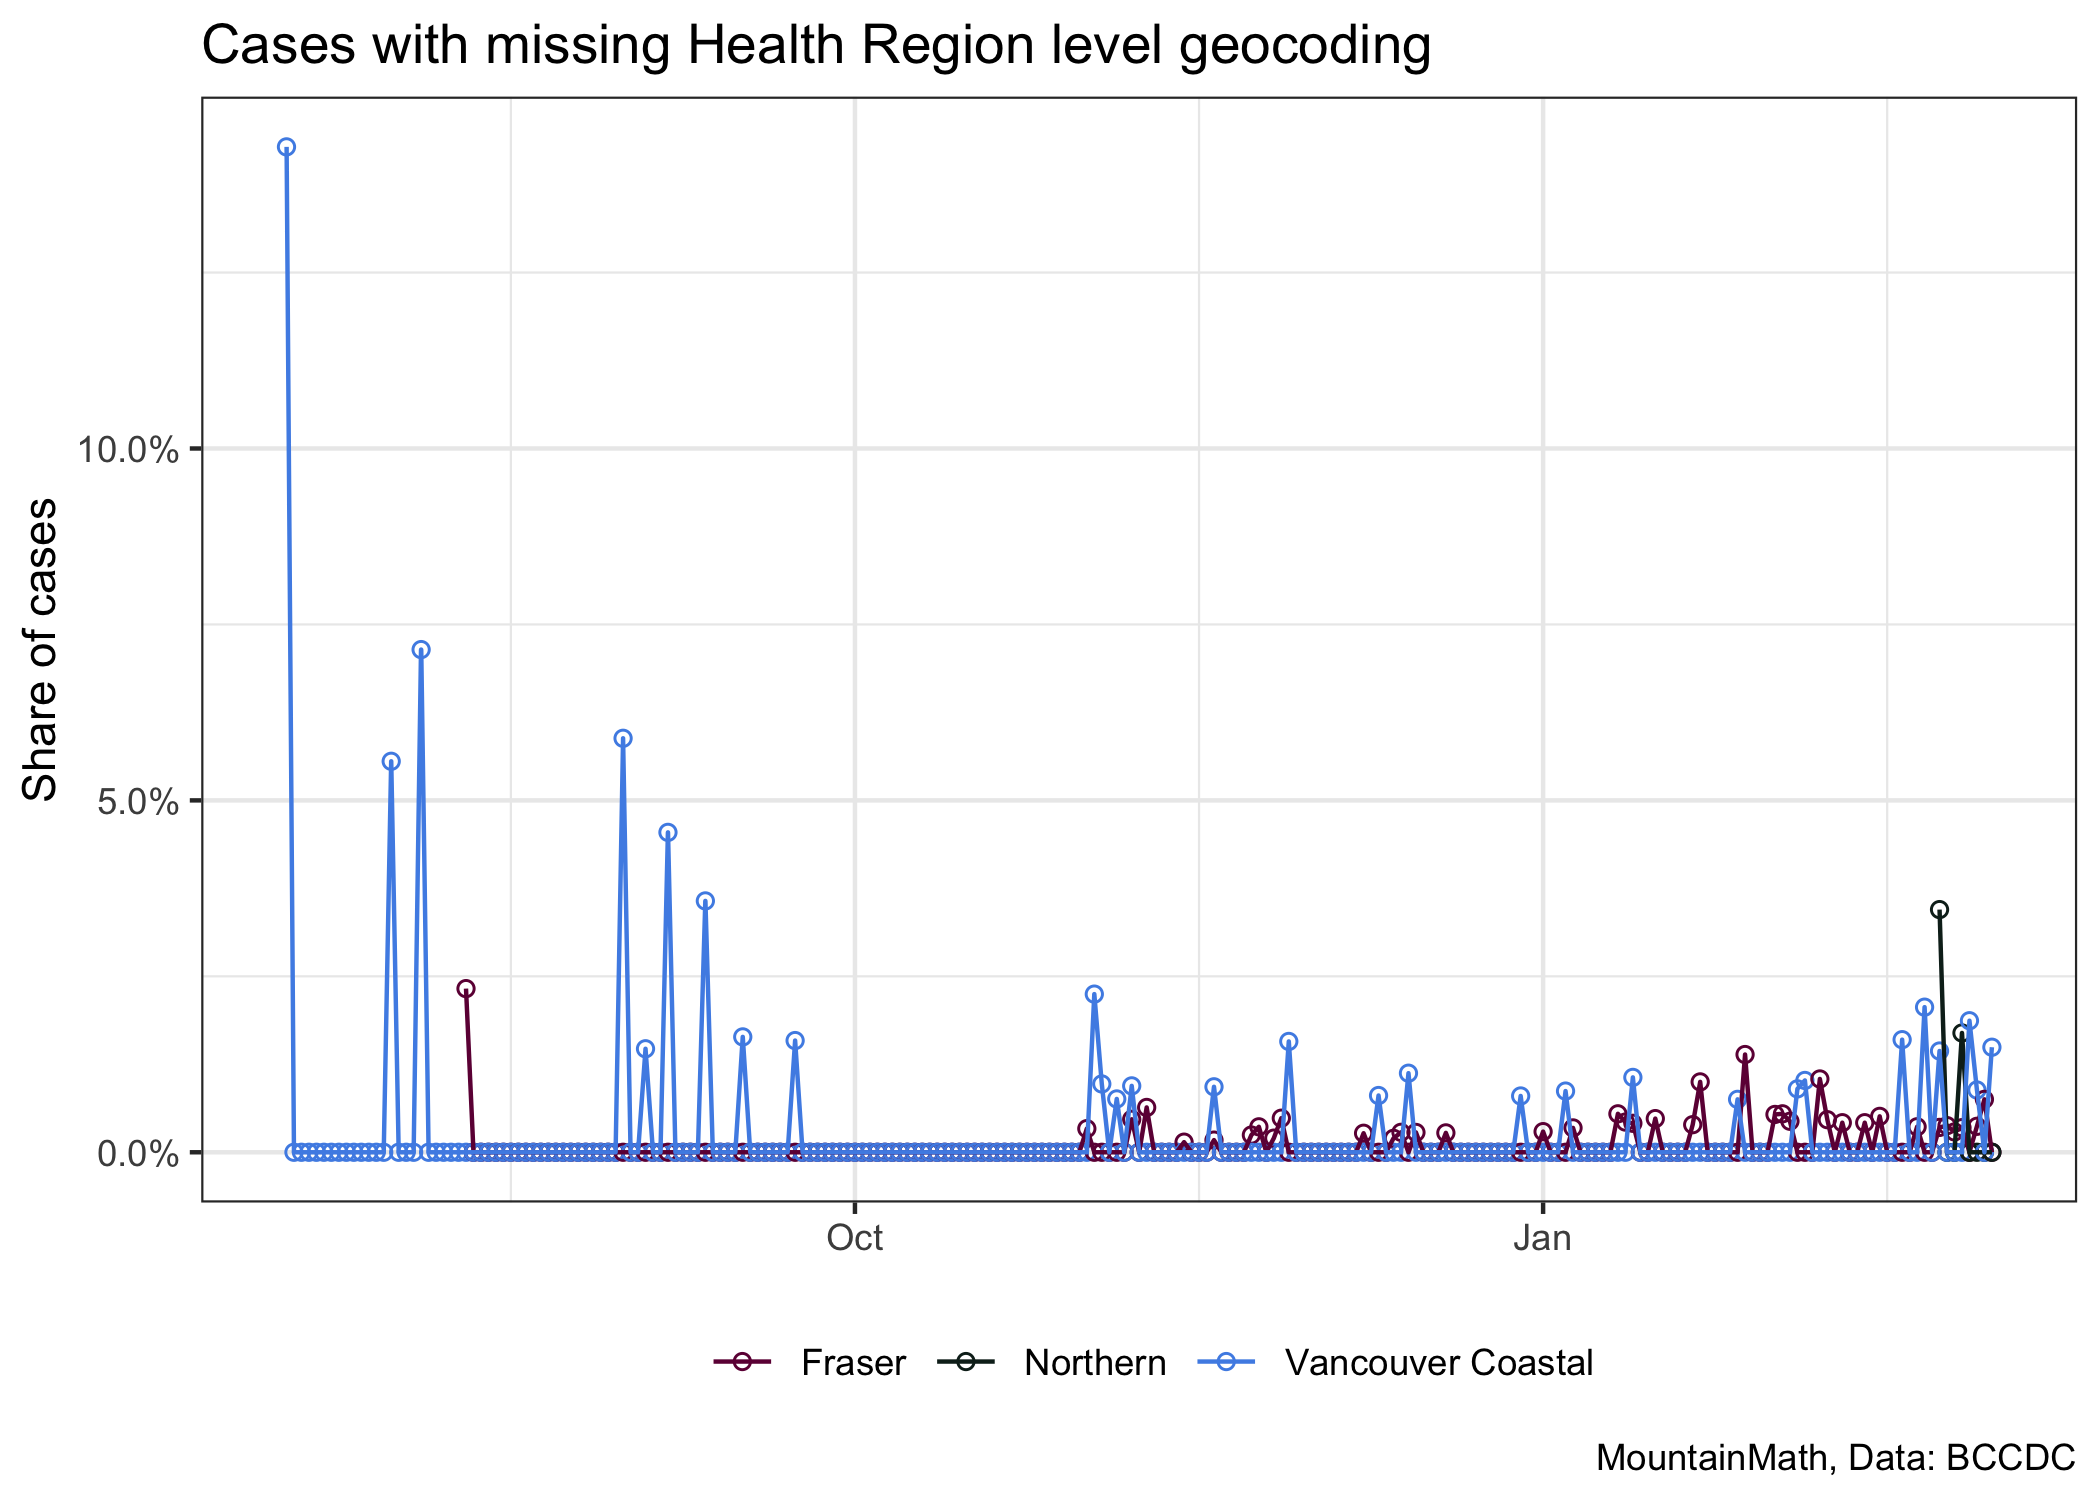 Cases with missing Health Region level geocoding
Share of cases
10.0%
5.0%
0.0%
Oct Jan
Fraser Northern Vancouver Coastal
MountainMath, Data: BCCDC